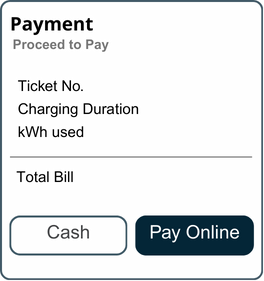 Payment
Proceed to Pay
Ticket No.
Charging Duration
kWh used
Total Bill
Cash
Pay Online